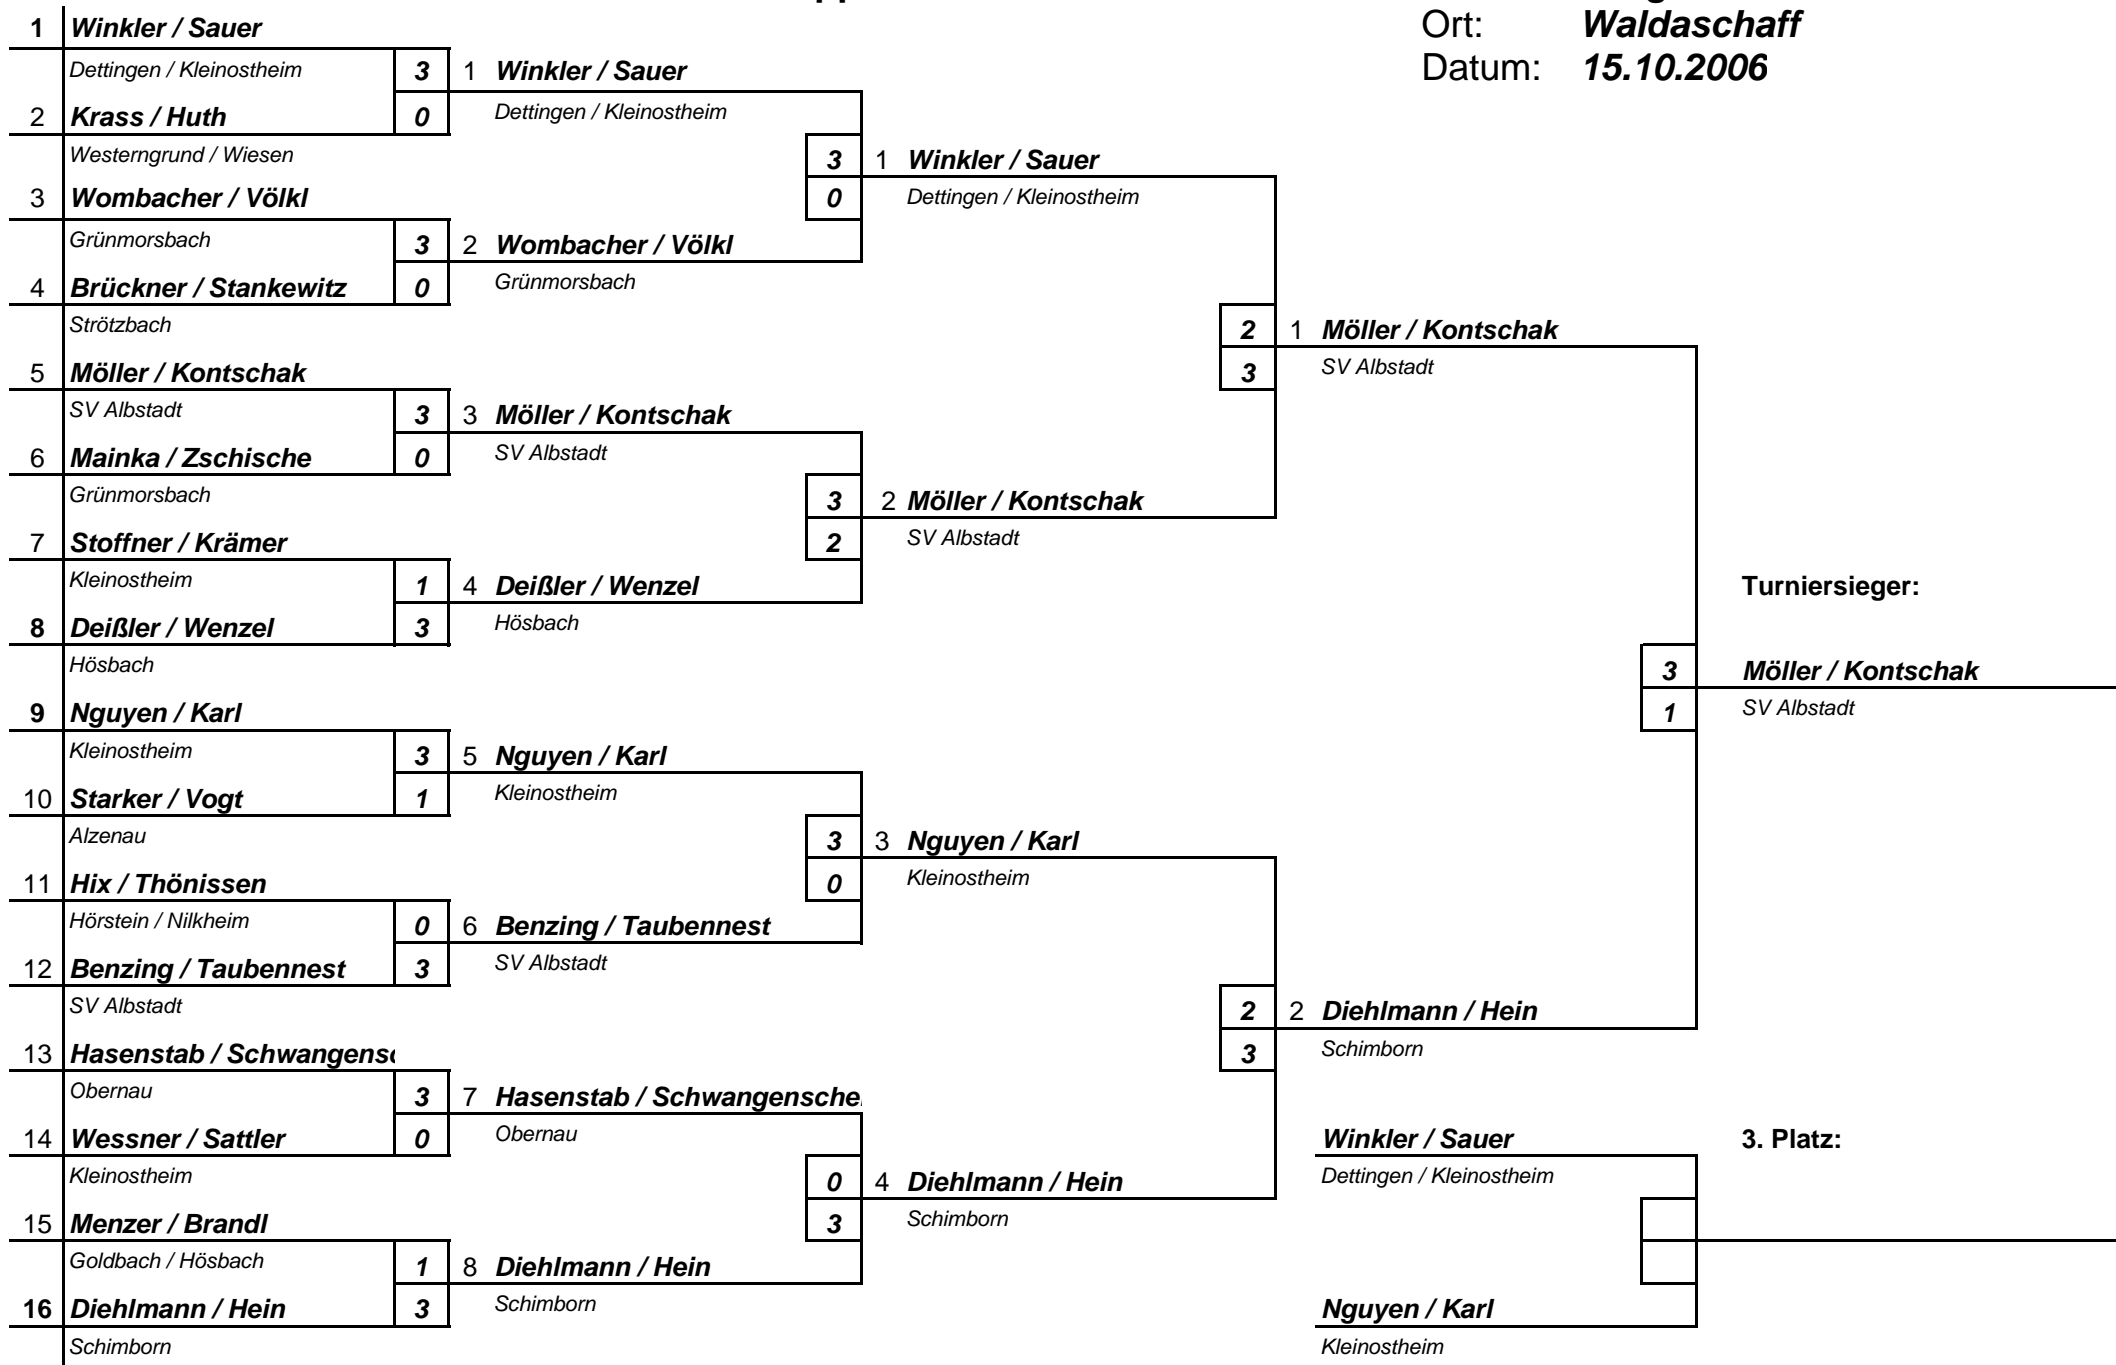 Ort: Waldaschaff
Datum: 15.10.2006
1 Winkler / Sauer
Dettingen / Kleinostheim 3
2 Krass / Huth 0
Westerngrund / Wiesen
3 Wombacher / Völkl
Grünmorsbach 3
4 Brückner / Stankewitz 0
Strötzbach
5 Möller / Kontschak
SV Albstadt 3
6 Mainka / Zschische 0
Grünmorsbach
7 Stoffner / Krämer
Kleinostheim 1
8 Deißler / Wenzel 3
Hösbach
9 Nguyen / Karl
Kleinostheim 3
10 Starker / Vogt 1
Alzenau
11 Hix / Thönissen
Hörstein / Nilkheim 0
12 Benzing / Taubennest 3
SV Albstadt
13 Hasenstab /
Obernau 3
14 Wessner / Sattler 0
Kleinostheim
15 Menzer / Brandl
Goldbach / Hösbach 1
16 Diehlmann / Hein 3
Schimborn
1 Winkler / Sauer
Dettingen / Kleinostheim
3
0
2 Wombacher / Völkl
Grünmorsbach
3 Möller / Kontschak
SV Albstadt
3
2
4 Deißler / Wenzel
Hösbach
5 Nguyen / Karl
Kleinostheim
3
0
6 Benzing / Taubennest
SV Albstadt
7 Hasenstab /
Obernau
0
3
8 Diehlmann / Hein
Schimborn
1 Winkler / Sauer
Dettingen / Kleinostheim
2
3
2 Möller / Kontschak
SV Albstadt
3 Nguyen / Karl
Kleinostheim
2
3
4 Diehlmann / Hein
Schimborn
1 Möller / Kontschak
SV Albstadt
3
1
2 Diehlmann / Hein
Schimborn
Turniersieger:
Möller / Kontschak
SV Albstadt
Winkler / Sauer
Dettingen / Kleinostheim
3. Platz:
Nguyen / Karl
Kleinostheim